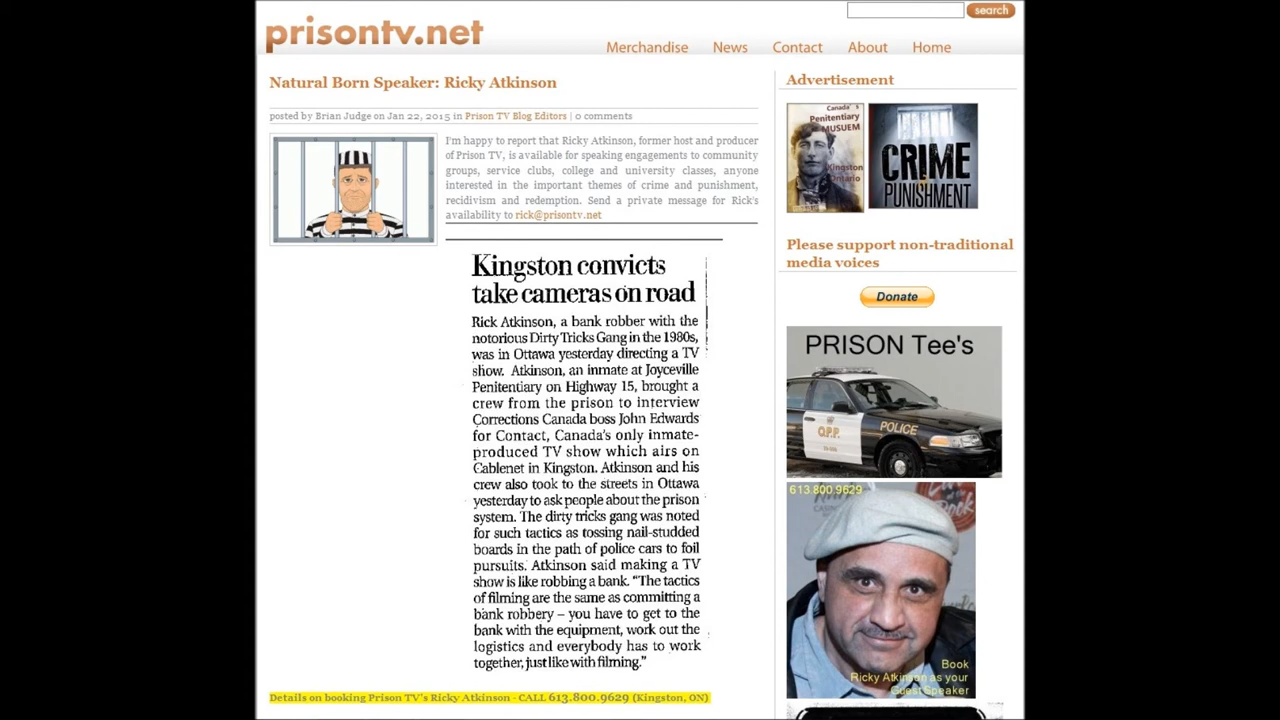 search
prisontv.net
Merchandise News Contact About Home
Natural Born Speaker: Ricky Atkinson
posted by Brian Judge on Jan 22, 2015 in Prison TV Blog Editors | 0 comments
I'm happy to report that Ricky Atkinson, former host and producer
of Prison TV, is available for speaking engagements to community
groups, service clubs, college and university classes, anyone
interested in the important themes of crime and punishment,
recidivism and redemption. Send a private message for Rick's
availability to rick@prisontv.net
Kingston convicts
take cameras on road
Rick Atkinson, a bank robber with the
notorious Dirty Tricks Gang in the 1980s,
was in Ottawa yesterday directing a TV
show. Atkinson, an inmate at Joyceville
Penitentiary on Highway 15, brought a
crew from the prison to interview
Corrections Canada boss John Edwards
for Contact, Canada's only inmate-
produced TV show which airs on
Cablenet in Kingston. Atkinson and his
crew also took to the streets in Ottawa
yesterday to ask people about the prison
system. The dirty tricks gang was noted
for such tactics as tossing nail-studded
boards in the path of police cars to foil
pursuits. Atkinson said making a TV
show is like robbing a bank. “The tactics
of filming are the same as committing a
bank robbery – you have to get to the
bank with the equipment, work out the
logistics and everybody has to work
together, just like with filming.”
Details on booking Prison TV's Ricky Atkinson - CALL 613.800.9629 (Kingston, ON)
Advertisement
Canada's
Penitentiary
MUSUEM
Kingston
Ontario
CRIME
PUNISHMENT
Please support non-traditional
media voices
Donate
PRISON Tee's
O.P.P.
POLICE
613.800.9629
Book
Ricky Atkinson as your
Guest Speaker